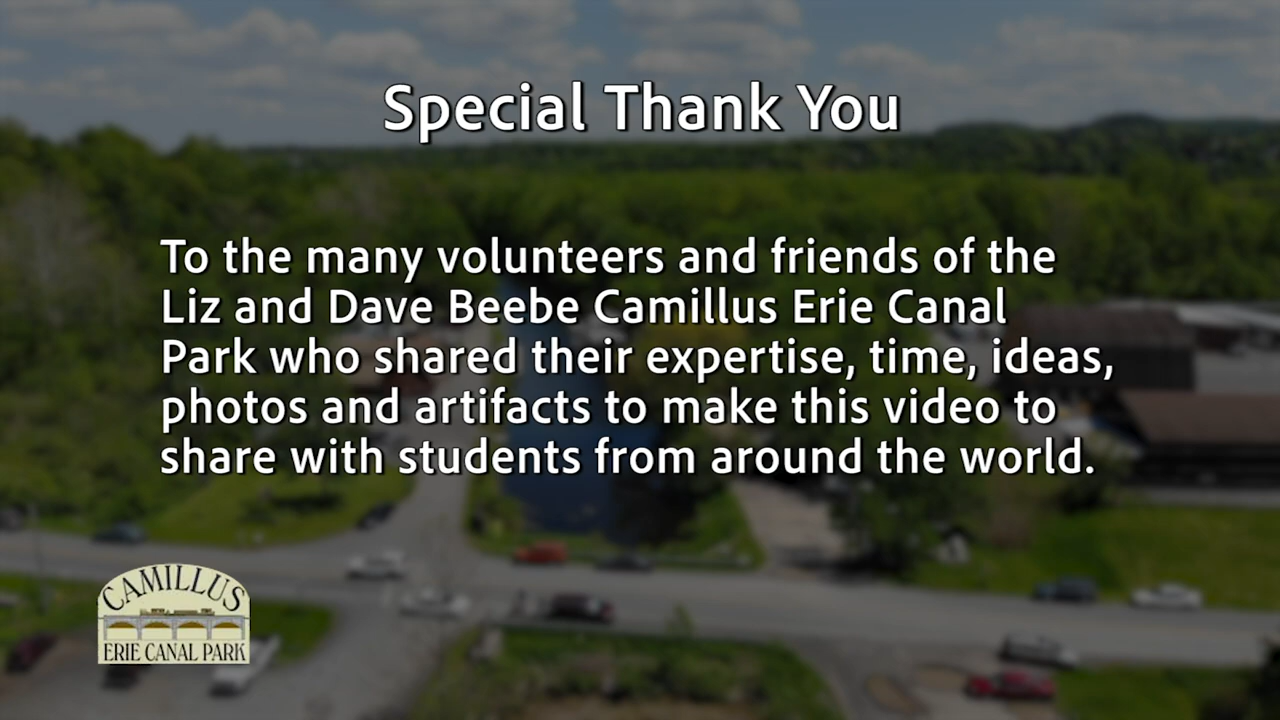 Special Thank You
To the many volunteers and friends of the
Liz and Dave Beebe Camillus Erie Canal
Park who shared their expertise, time, ideas,
photos and artifacts to make this video to
share with students from around the world.
CAMILLUS
ERIE CANAL PARK